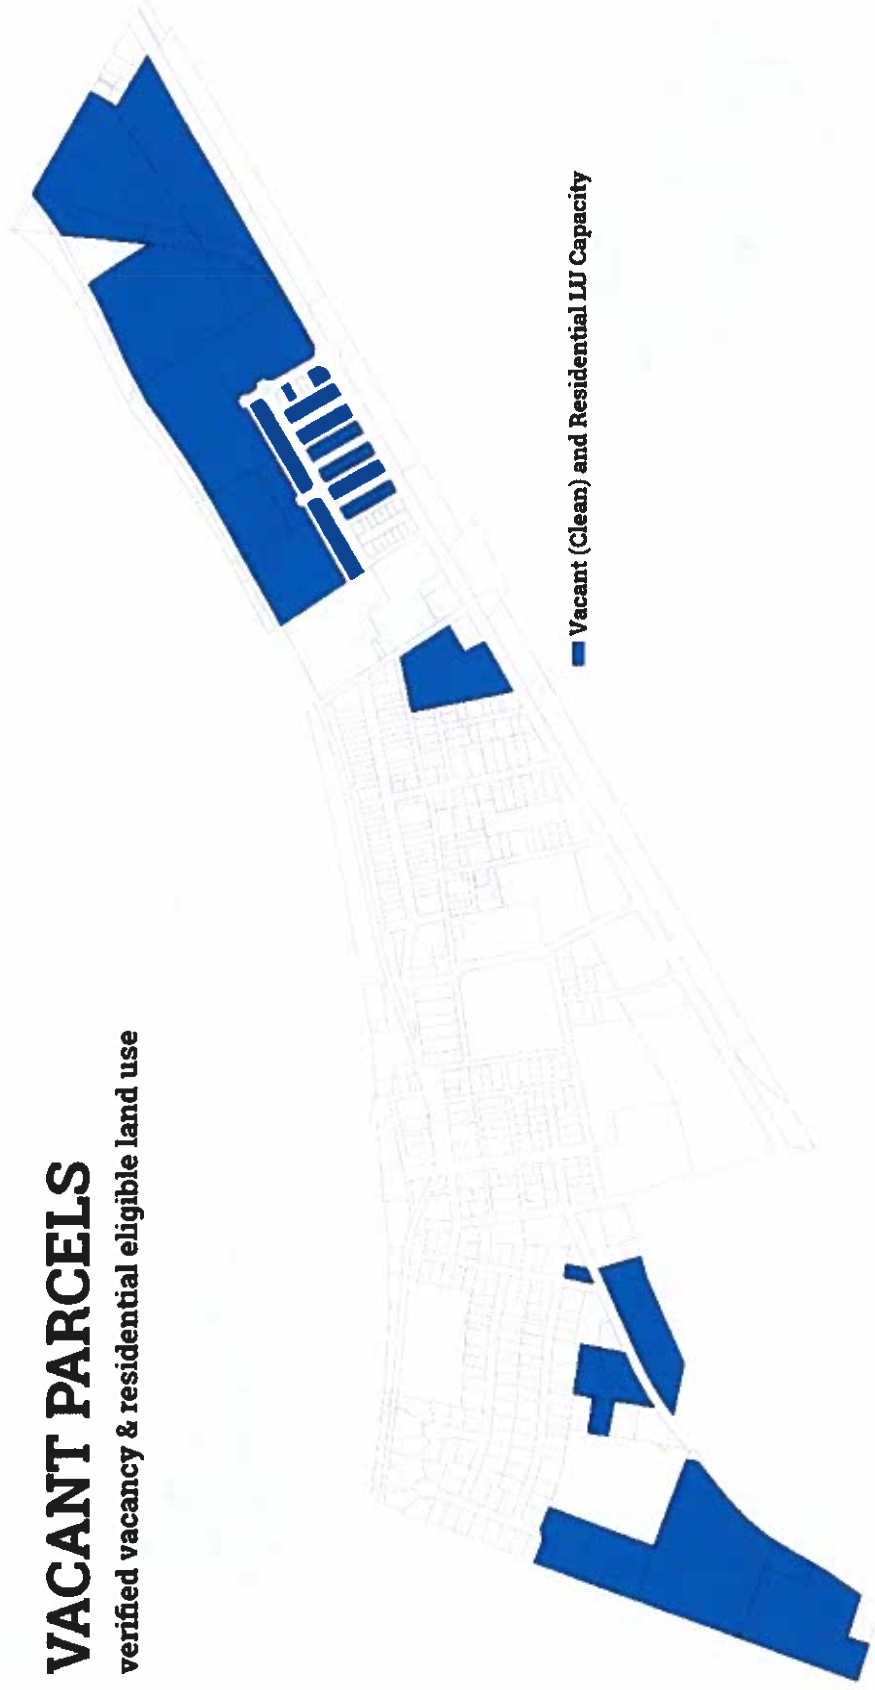 VACANT PARCELS
verified vacancy & residential eligible land use
Vacant (Clean) and Residential LU Capacity